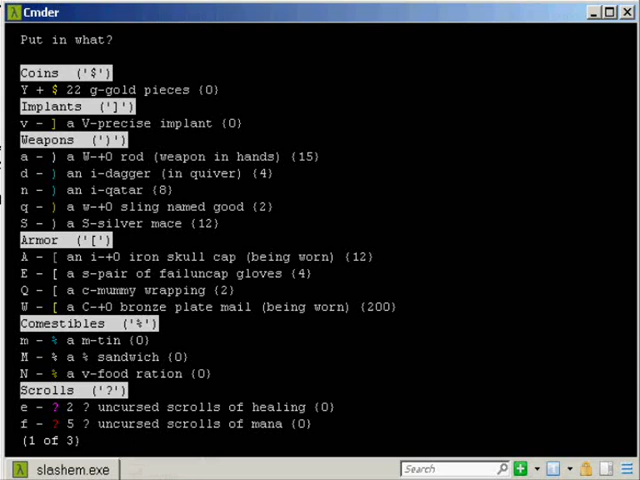 Cmder
Put in what?
Coins ('$')
Y + $ 22 g-gold pieces {0}
Implants (']')
v - ] a V-precise implant {0}
Weapons (')')
a - ) a W-+0 rod (weapon in hands) {15}
d - ) an i-dagger (in quiver) {4}
n - ) an i-qatar {8}
q - ) a w-+0 sling named good {2}
S - ) a S-silver mace {12}
Armor ('[')
A - [ an i-+0 iron skull cap (being worn) {12}
E - [ a s-pair of failuncap gloves {4}
Q - [ a c-mummy wrapping {2}
W - [ a C-+0 bronze plate mail (being worn) {200}
Comestibles ('%')
m - % a m-tin {0}
M - % a % sandwich {0}
N - % a v-food ration {0}
Scrolls ('?')
e - ? 2 ? uncursed scrolls of healing {0}
f - ? 5 ? uncursed scrolls of mana {0}
(1 of 3)
slashem.exe
Search